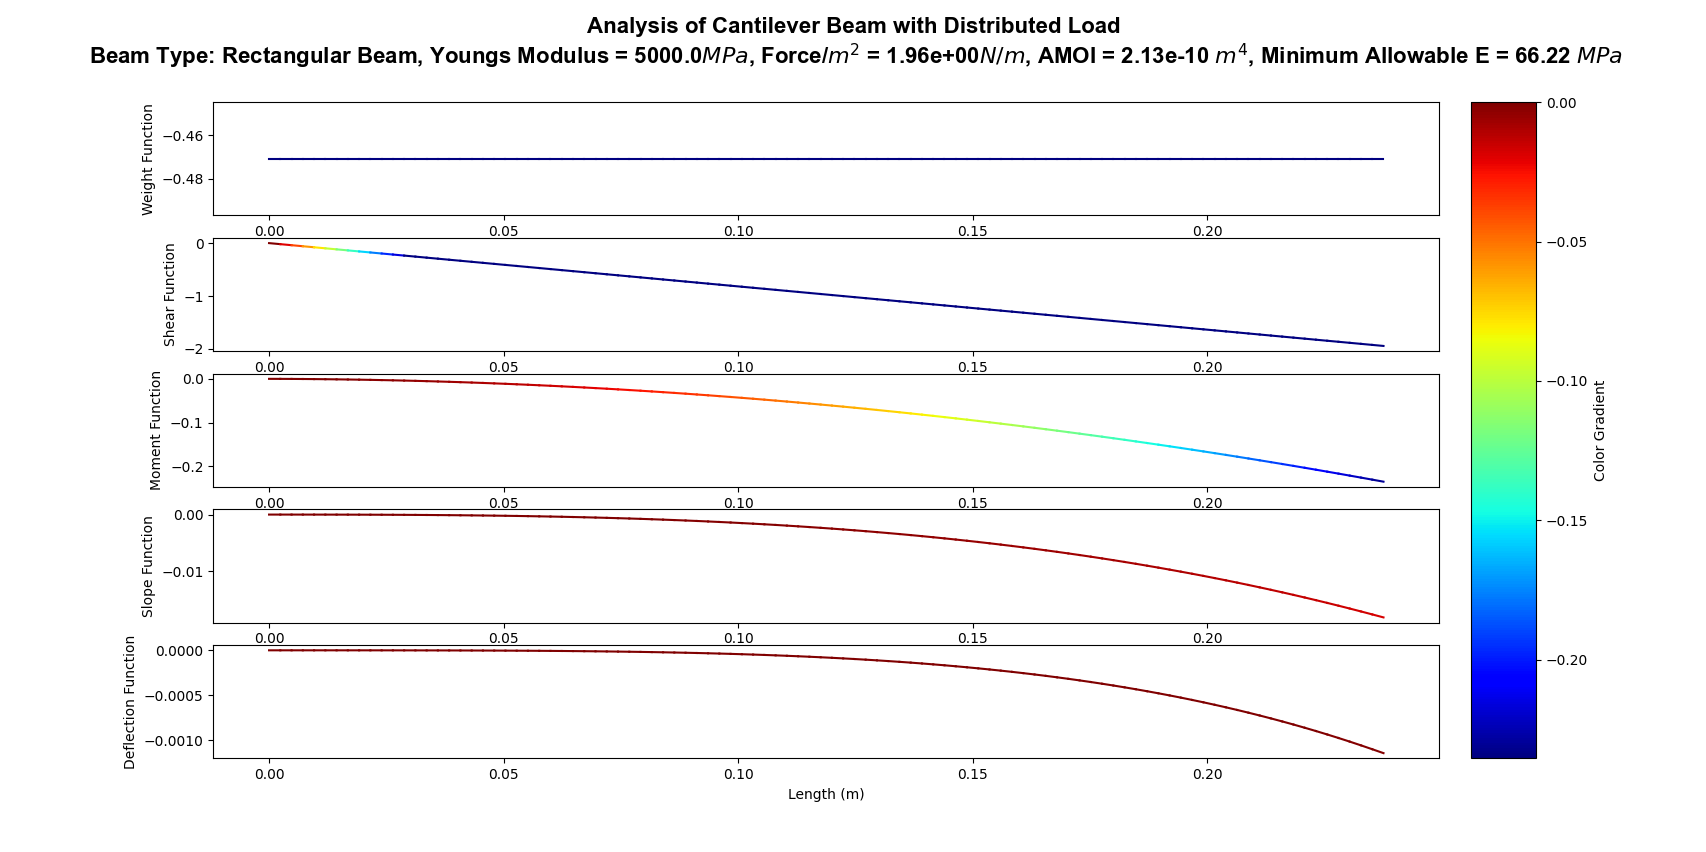 Analysis of Cantilever Beam with Distributed Load
Beam Type: Rectangular Beam, Youngs Modulus = 5000.0MPa, Force/m² = 1.96e+00N/m, AMOI = 2.13e-10 m⁴, Minimum Allowable E = 66.22 MPa
Weight Function
−0.46
−0.48
0.00 0.05 0.10 0.15 0.20
Shear Function
0
−1
−2
0.00 0.05 0.10 0.15 0.20
Moment Function
0.0
−0.1
−0.2
0.00 0.05 0.10 0.15 0.20
Slope Function
0.00
−0.01
0.00 0.05 0.10 0.15 0.20
Deflection Function
0.0000
−0.0005
−0.0010
0.00 0.05 0.10 0.15 0.20
Length (m)
0.00
−0.05
−0.10
−0.15
−0.20
Color Gradient